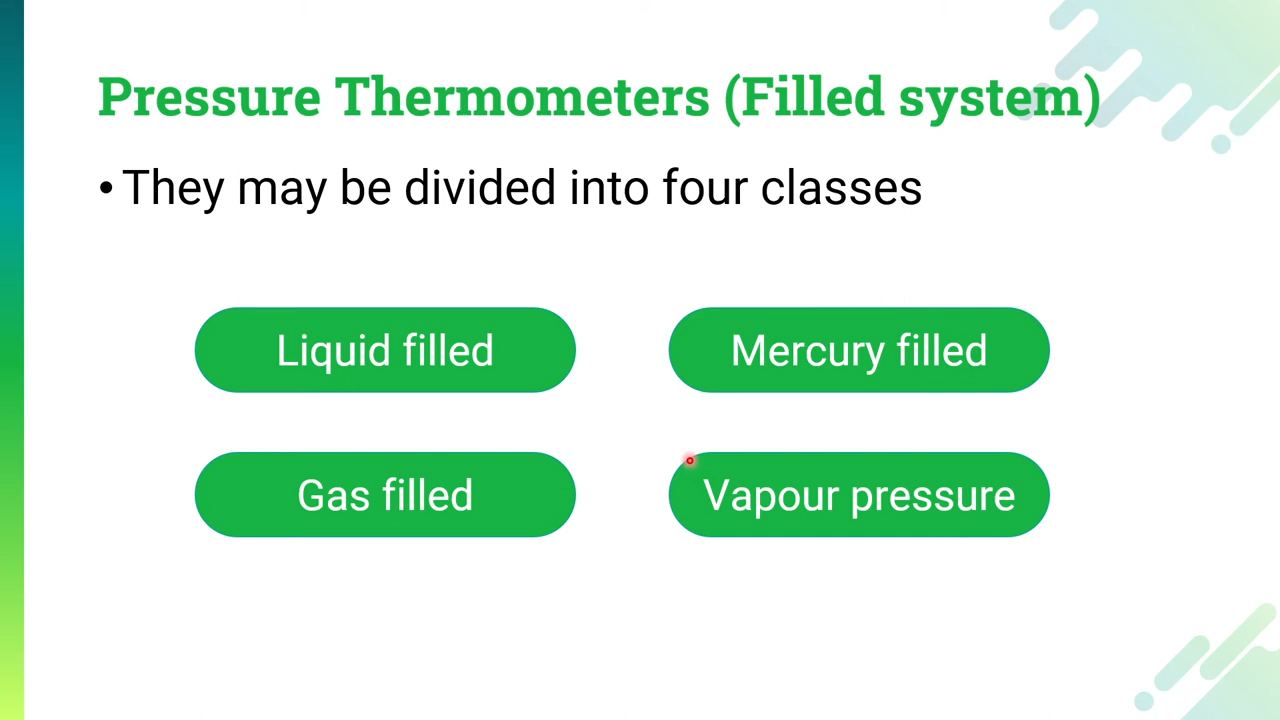 Pressure Thermometers (Filled system)
• They may be divided into four classes
Liquid filled
Mercury filled
Gas filled
Vapour pressure